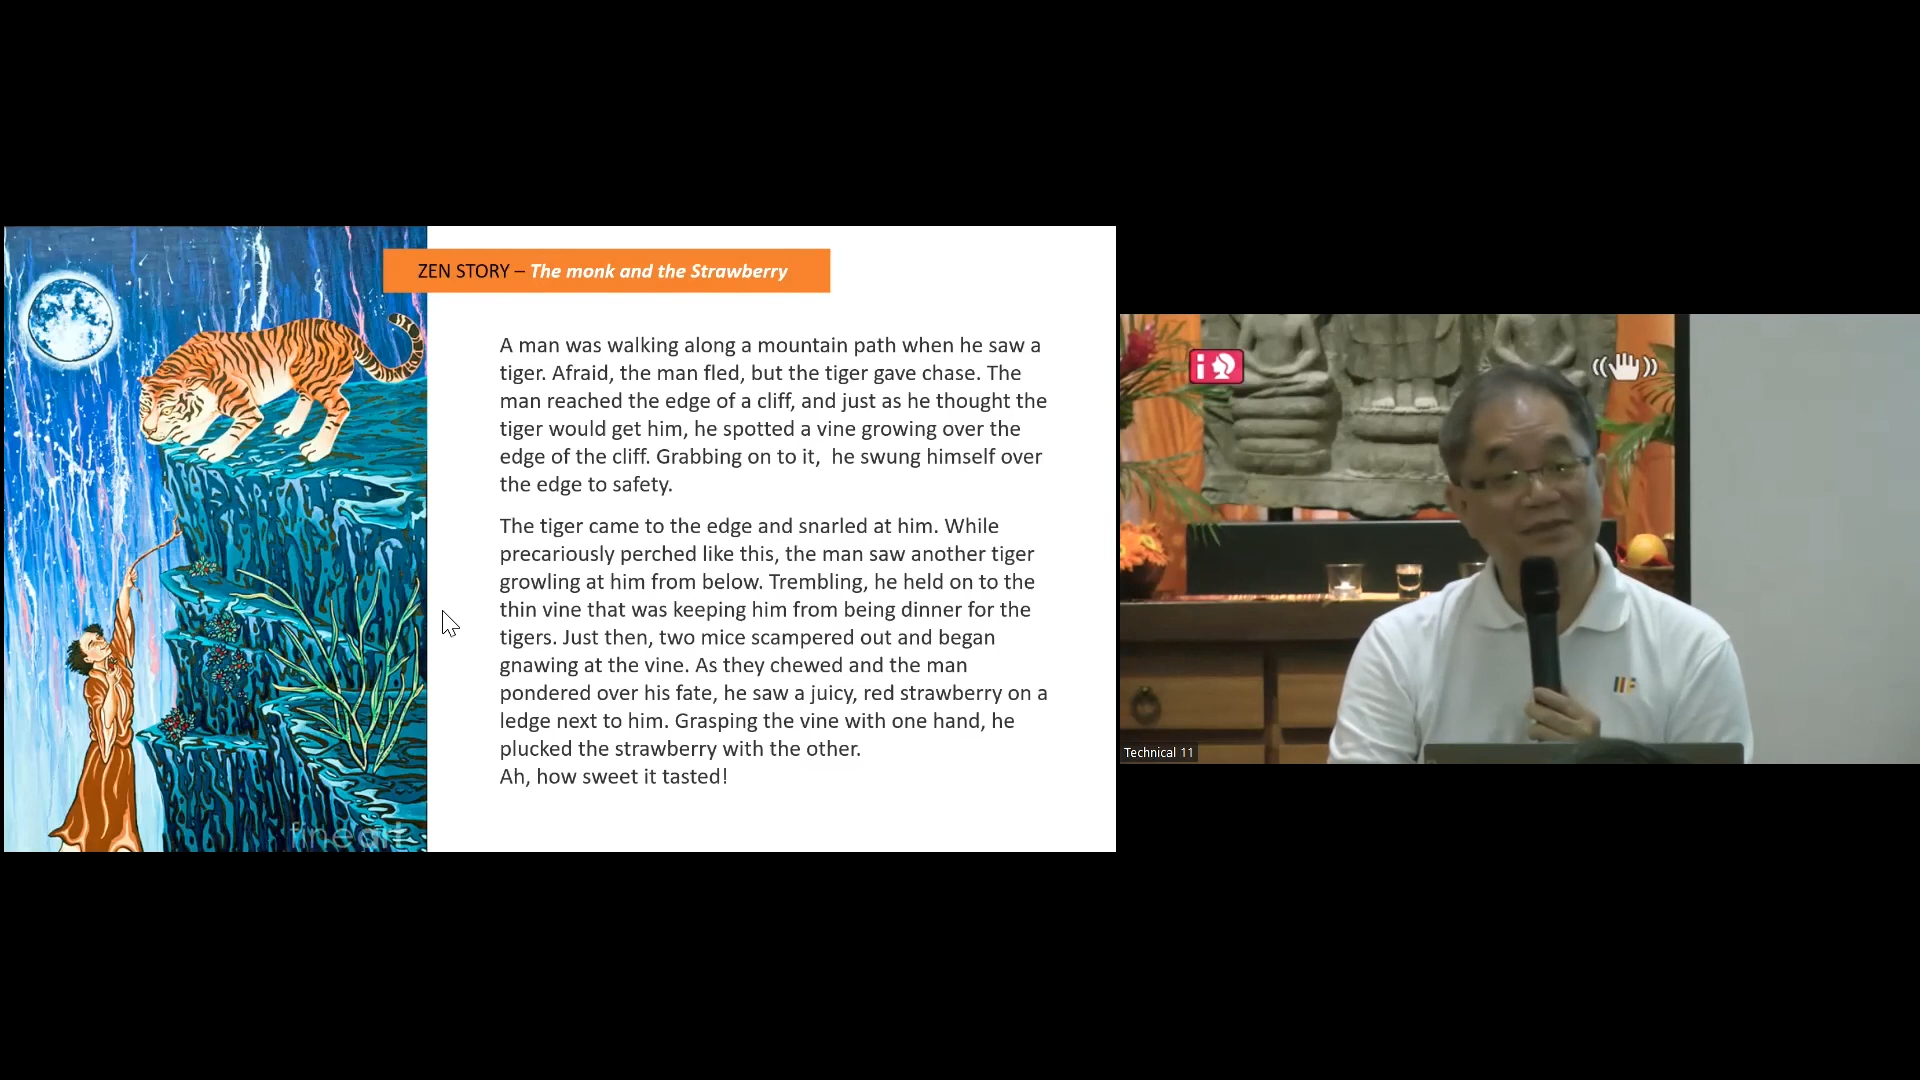 ZEN STORY – The monk and the Strawberry
A man was walking along a mountain path when he saw a
tiger. Afraid, the man fled, but the tiger gave chase. The
man reached the edge of a cliff, and just as he thought the
tiger would get him, he spotted a vine growing over the
edge of the cliff. Grabbing on to it,  he swung himself over
the edge to safety.
The tiger came to the edge and snarled at him. While
precariously perched like this, the man saw another tiger
growling at him from below. Trembling, he held on to the
thin vine that was keeping him from being dinner for the
tigers. Just then, two mice scampered out and began
gnawing at the vine. As they chewed and the man
pondered over his fate, he saw a juicy, red strawberry on a
ledge next to him. Grasping the vine with one hand, he
plucked the strawberry with the other.
Ah, how sweet it tasted!
Technical 11